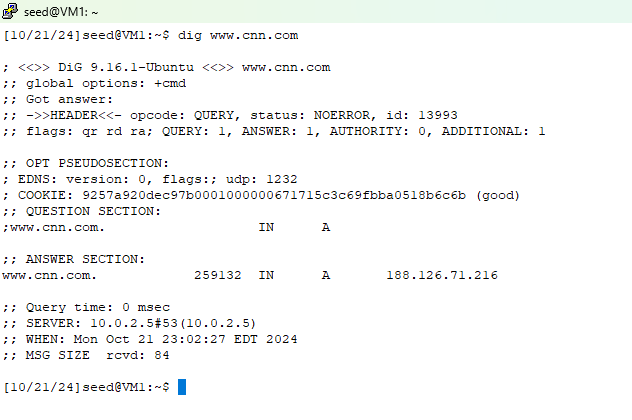 seed@VM1: ~
[10/21/24]seed@VM1:~$ dig www.cnn.com
; <<>> DiG 9.16.1-Ubuntu <<>> www.cnn.com
;; global options: +cmd
;; Got answer:
;; ->>HEADER<<- opcode: QUERY, status: NOERROR, id: 13993
;; flags: qr rd ra; QUERY: 1, ANSWER: 1, AUTHORITY: 0, ADDITIONAL: 1
;; OPT PSEUDOSECTION:
; EDNS: version: 0, flags:; udp: 1232
; COOKIE: 9257a920dec97b0001000000671715c3c69fbba0518b6c6b (good)
;; QUESTION SECTION:
;www.cnn.com. IN A
;; ANSWER SECTION:
www.cnn.com. 259132 IN A 188.126.71.216
;; Query time: 0 msec
;; SERVER: 10.0.2.5#53(10.0.2.5)
;; WHEN: Mon Oct 21 23:02:27 EDT 2024
;; MSG SIZE rcvd: 84
[10/21/24]seed@VM1:~$